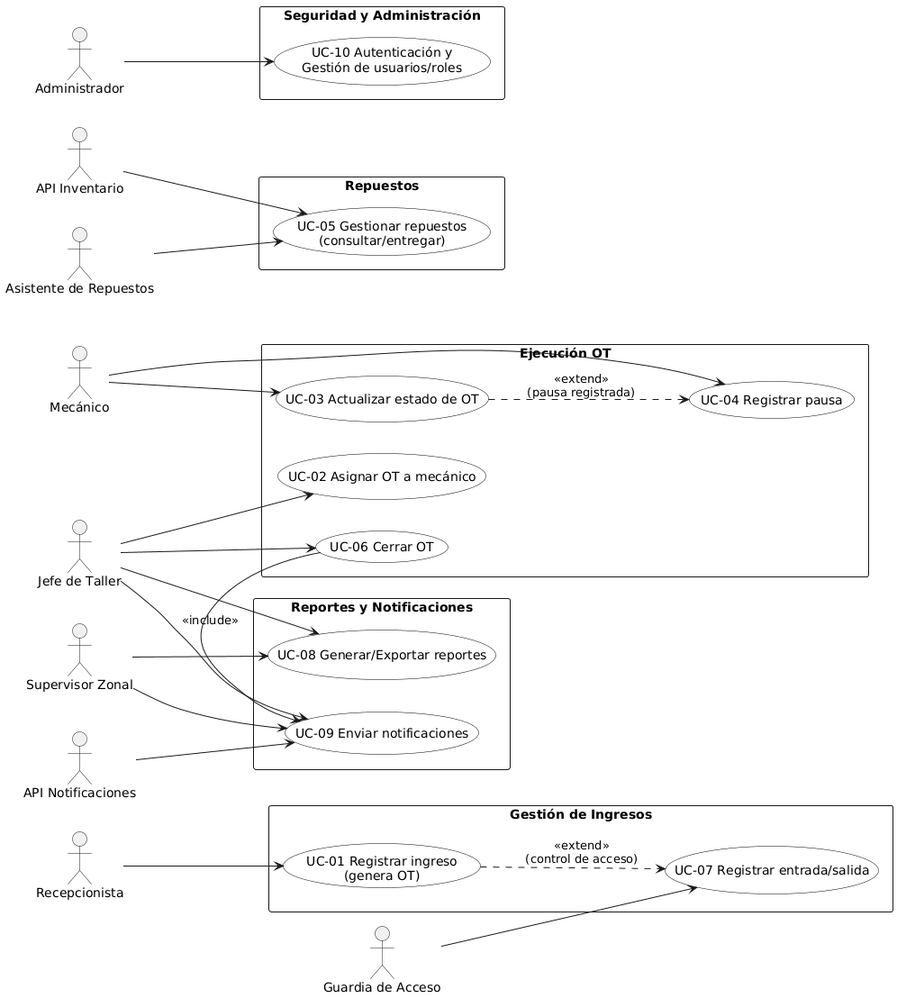 Seguridad y Administración
UC-10 Autenticación y
Gestión de usuarios/roles
Administrador
API Inventario
Repuestos
UC-05 Gestionar repuestos
(consultar/entregar)
Asistente de Repuestos
Ejecución OT
Mecánico
UC-03 Actualizar estado de OT
«extend»
(pausa registrada)
UC-04 Registrar pausa
UC-02 Asignar OT a mecánico
UC-06 Cerrar OT
Jefe de Taller
Reportes y Notificaciones
«include»
UC-08 Generar/Exportar reportes
Supervisor Zonal
UC-09 Enviar notificaciones
API Notificaciones
Gestión de Ingresos
UC-01 Registrar ingreso
(genera OT)
«extend»
(control de acceso)
UC-07 Registrar entrada/salida
Recepcionista
Guardia de Acceso